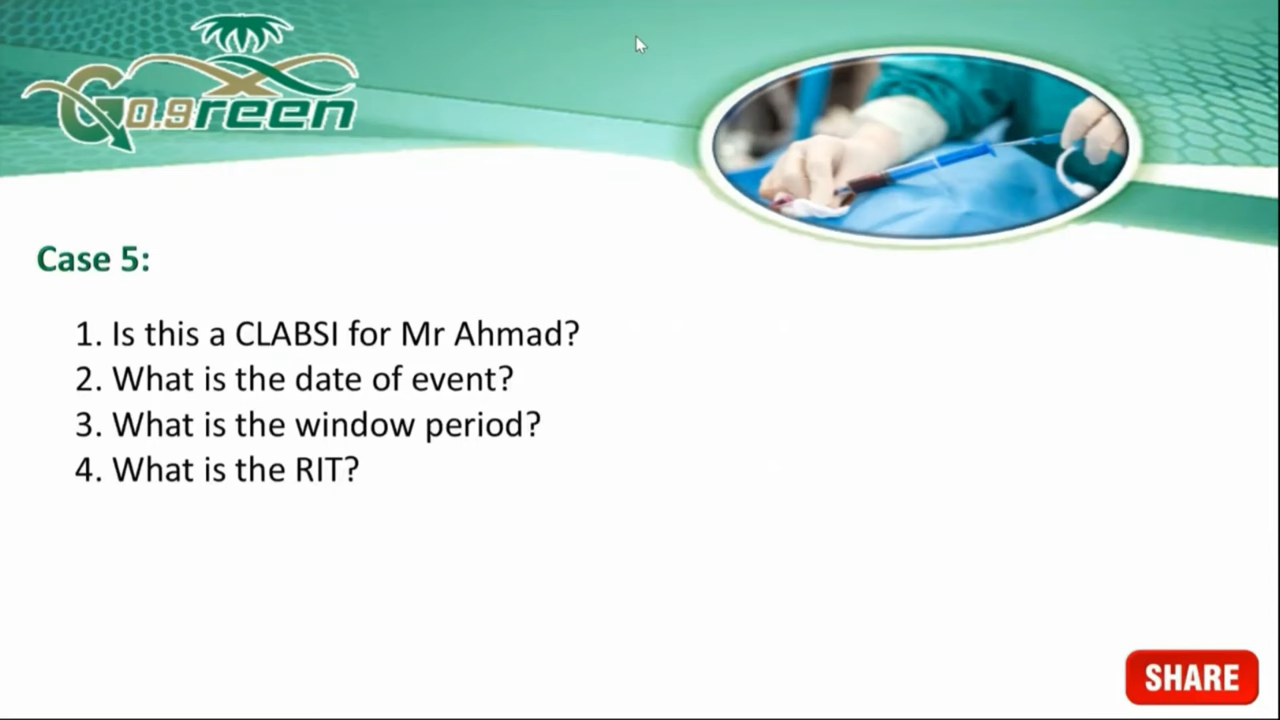 Go.green
Case 5:
1. Is this a CLABSI for Mr Ahmad?
2. What is the date of event?
3. What is the window period?
4. What is the RIT?
SHARE